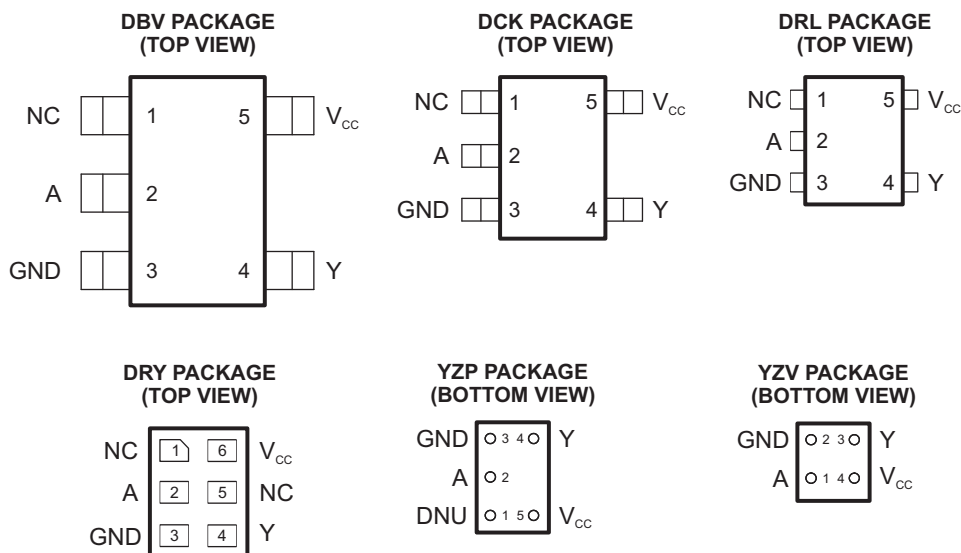 DBV PACKAGE
(TOP VIEW)
NC 1 5 Vcc
A 2
GND 3 4 Y
DCK PACKAGE
(TOP VIEW)
NC 1 5 Vcc
A 2
GND 3 4 Y
DRL PACKAGE
(TOP VIEW)
NC 1 5 Vcc
A 2
GND 3 4 Y
DRY PACKAGE
(TOP VIEW)
NC 1 6 Vcc
A 2 5 NC
GND 3 4 Y
YZP PACKAGE
(BOTTOM VIEW)
GND 3 4 Y
A 2
DNU 1 5 Vcc
YZV PACKAGE
(BOTTOM VIEW)
GND 2 3 Y
A 1 4 Vcc